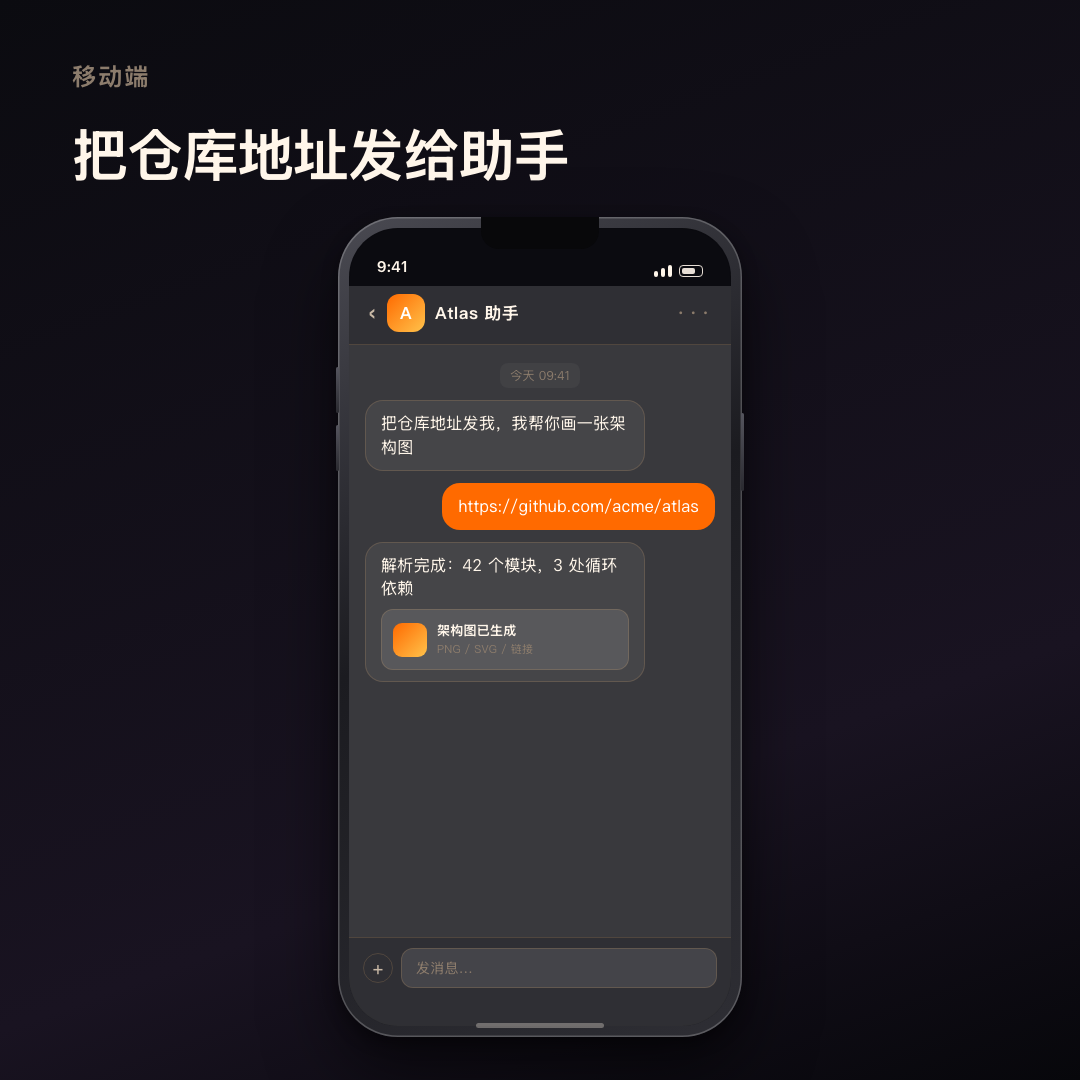 移动端
把仓库地址发给助手
9:41
‹ A Atlas 助手 ···
今天 09:41
把仓库地址发我，我帮你画一张架
构图
https://github.com/acme/atlas
解析完成：42 个模块，3 处循环
依赖
架构图已生成
PNG / SVG / 链接
+ 发消息…